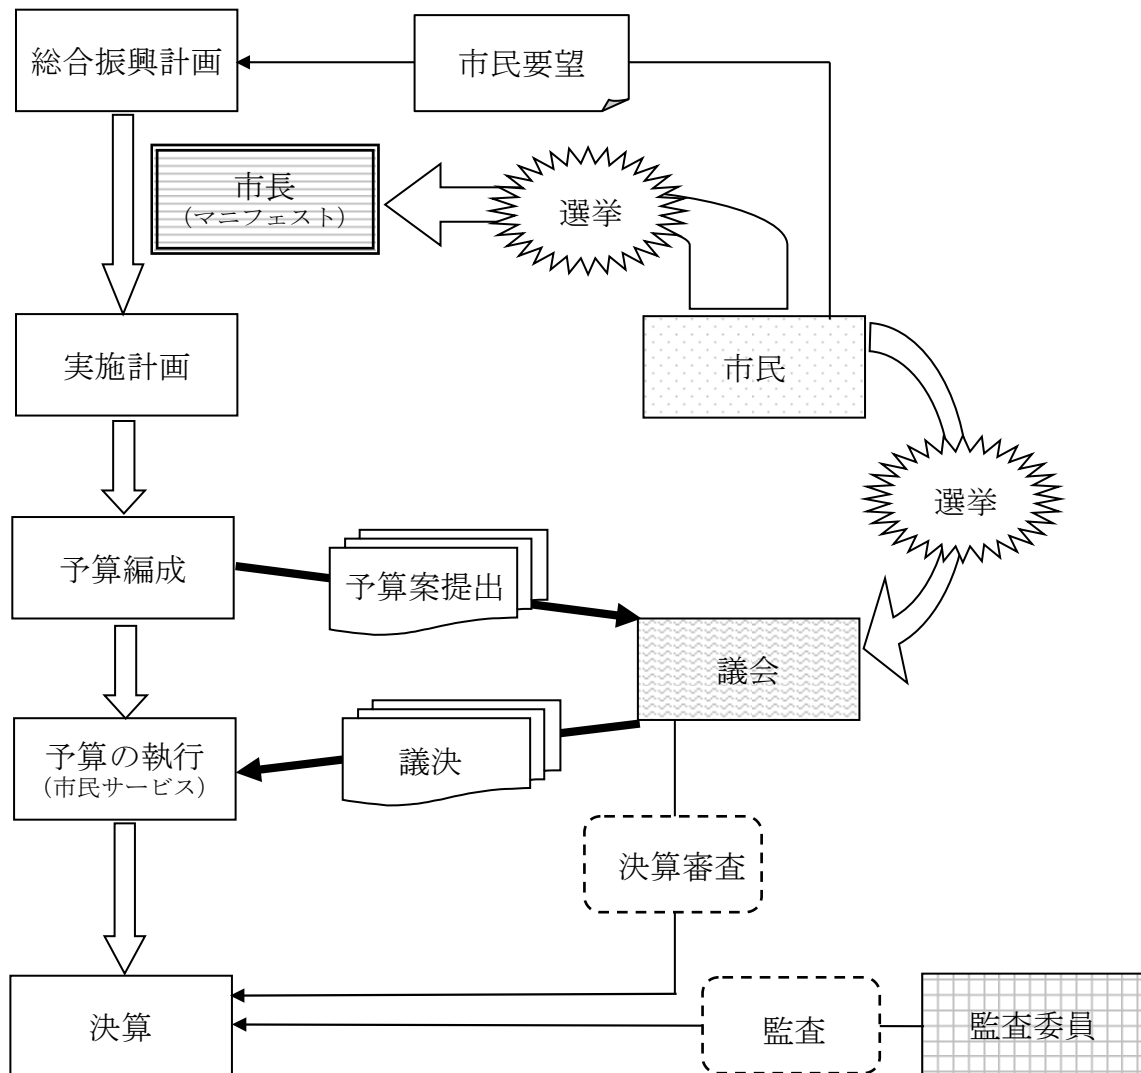 総合振興計画
市民要望
市長
（マニフェスト）
選挙
実施計画
市民
選挙
予算編成
予算案提出
議会
予算の執行
（市民サービス）
議決
決算審査
決算
監査
監査委員